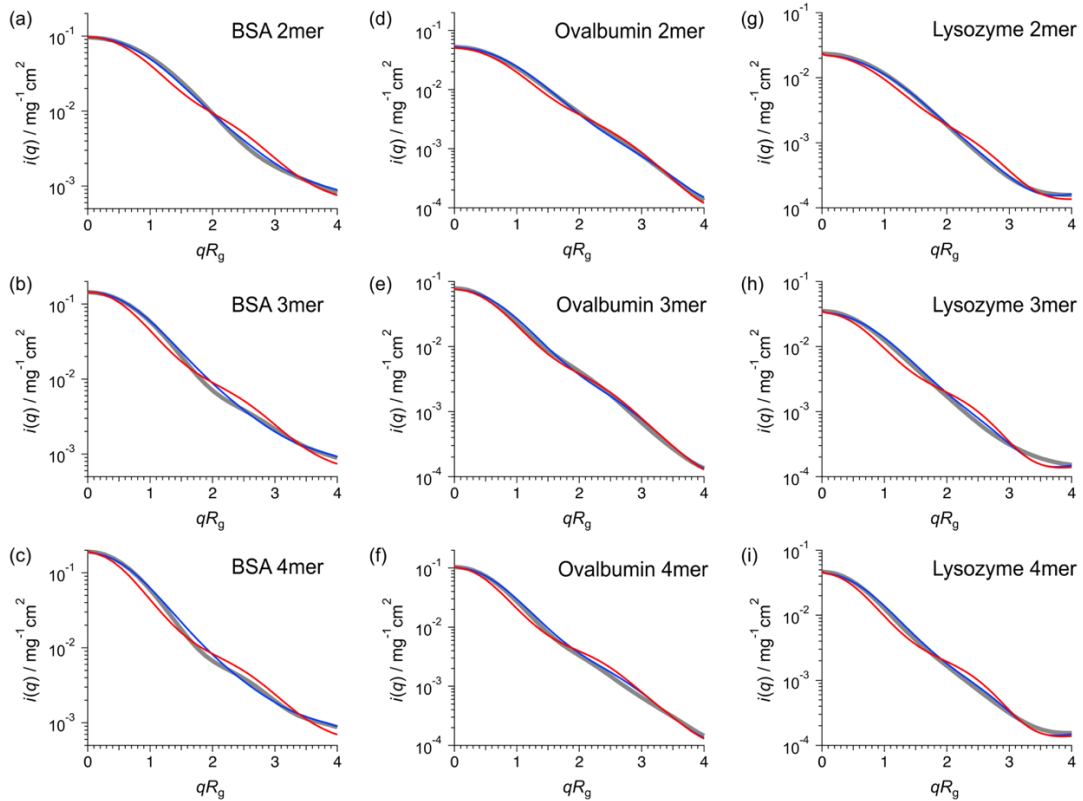 (a)
BSA 2mer
10⁻¹
10⁻²
10⁻³
i(q) / mg⁻¹ cm²
0 1 2 3 4
qRg
(d)
Ovalbumin 2mer
10⁻¹
10⁻²
10⁻³
10⁻⁴
i(q) / mg⁻¹ cm²
0 1 2 3 4
qRg
(g)
Lysozyme 2mer
10⁻¹
10⁻²
10⁻³
10⁻⁴
i(q) / mg⁻¹ cm²
0 1 2 3 4
qRg
(b)
BSA 3mer
10⁻¹
10⁻²
10⁻³
i(q) / mg⁻¹ cm²
0 1 2 3 4
qRg
(e)
Ovalbumin 3mer
10⁻¹
10⁻²
10⁻³
10⁻⁴
i(q) / mg⁻¹ cm²
0 1 2 3 4
qRg
(h)
Lysozyme 3mer
10⁻¹
10⁻²
10⁻³
10⁻⁴
i(q) / mg⁻¹ cm²
0 1 2 3 4
qRg
(c)
BSA 4mer
10⁻¹
10⁻²
10⁻³
i(q) / mg⁻¹ cm²
0 1 2 3 4
qRg
(f)
Ovalbumin 4mer
10⁻¹
10⁻²
10⁻³
10⁻⁴
i(q) / mg⁻¹ cm²
0 1 2 3 4
qRg
(i)
Lysozyme 4mer
10⁻¹
10⁻²
10⁻³
10⁻⁴
i(q) / mg⁻¹ cm²
0 1 2 3 4
qRg